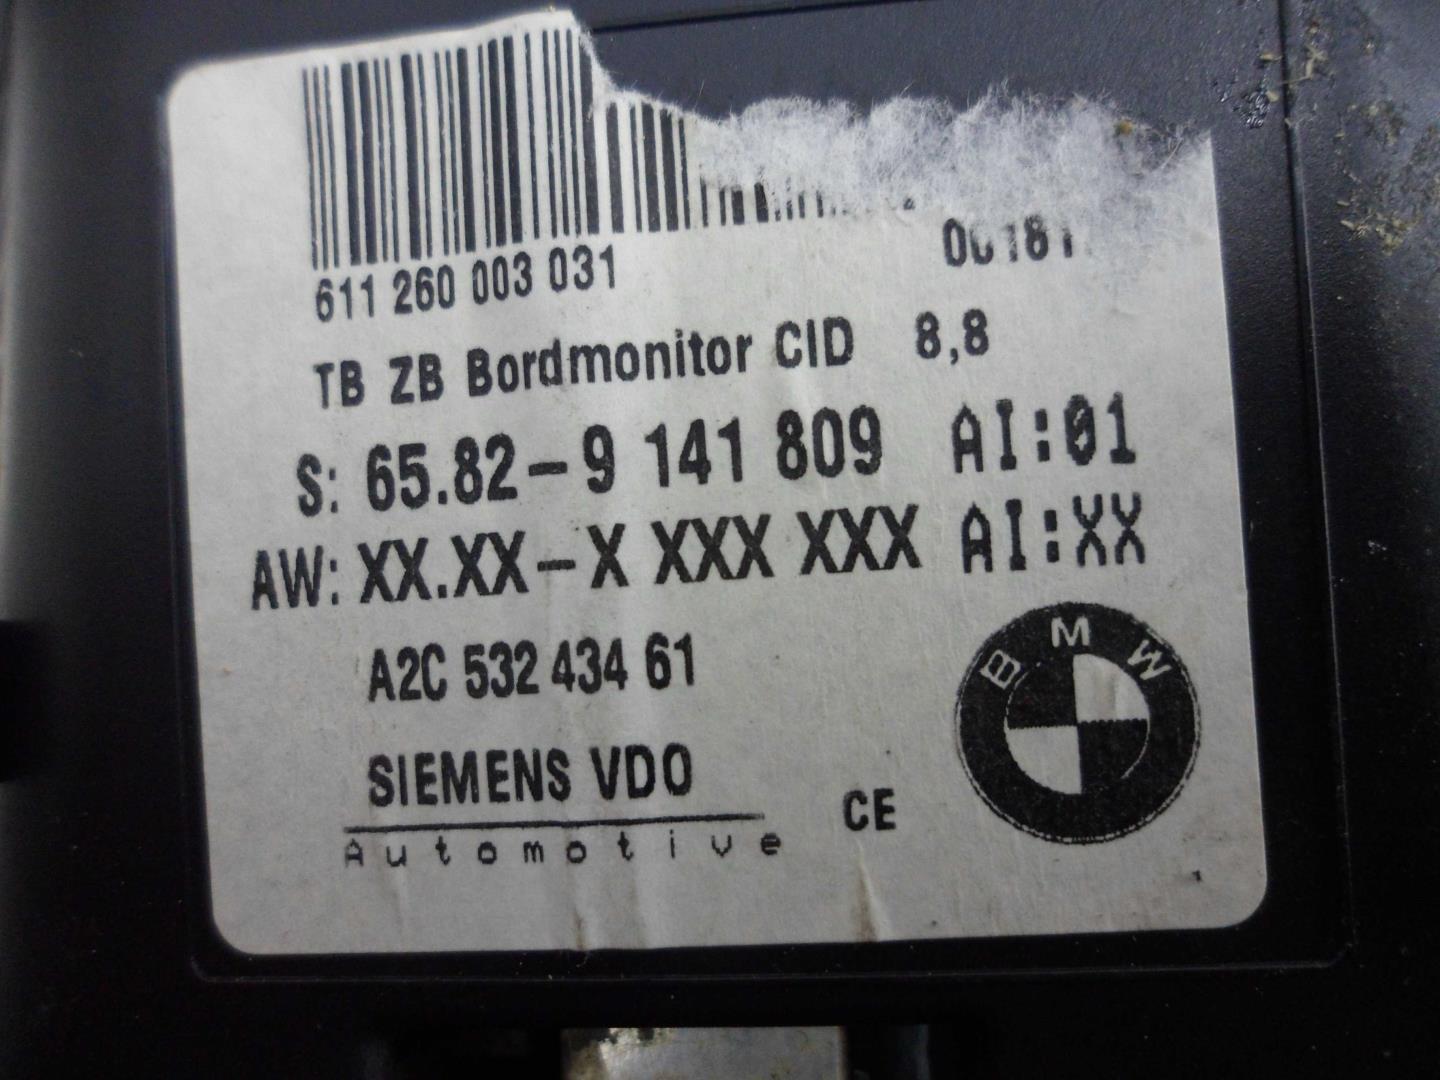 611 260 003 031
TB ZB Bordmonitor CID 8,8
S: 65.82-9 141 809 AI:01
AW: XX.XX-X XXX XXX AI:XX
A2C 532 434 61
BMW
SIEMENS VDO
CE
Automotive